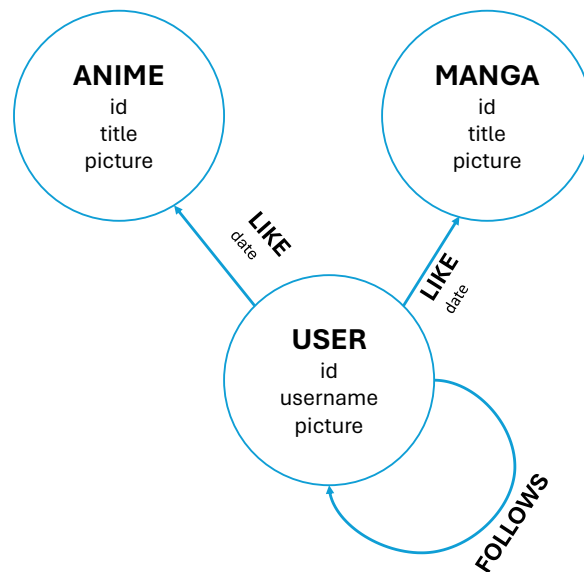 ANIME
id
title
picture
MANGA
id
title
picture
LIKE
date
LIKE
date
USER
id
username
picture
FOLLOWS